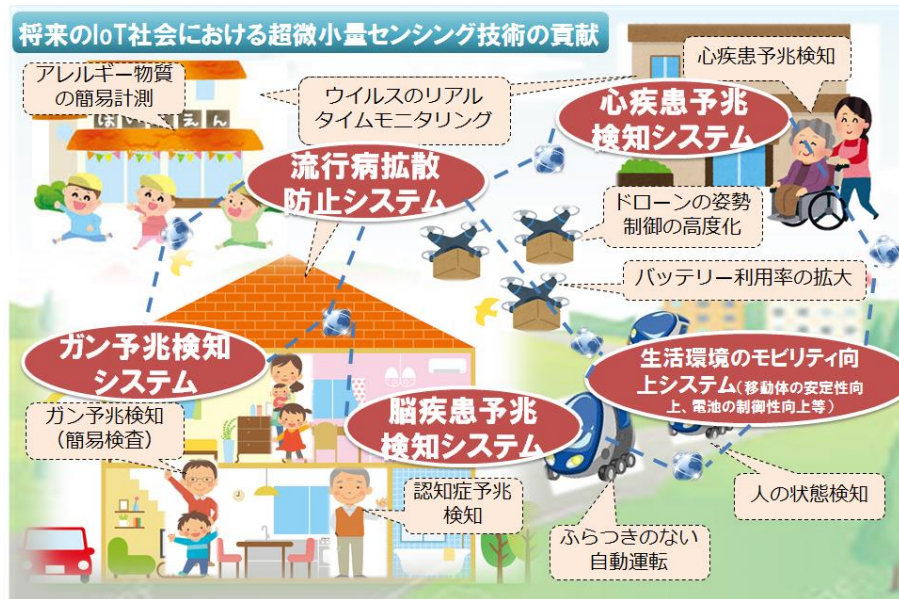 将来のIoT社会における超微小量センシング技術の貢献
アレルギー物質
の簡易計測
ウイルスのリアル
タイムモニタリング
心疾患予兆検知
心疾患予兆
検知システム
流行病拡散
防止システム
ドローンの姿勢
制御の高度化
バッテリー利用率の拡大
ガン予兆検知
システム
生活環境のモビリティ向
上システム(移動体の安定性向
上、電池の制御性向上等)
脳疾患予兆
検知システム
ガン予兆検知
(簡易検査)
認知症予兆
検知
人の状態検知
ふらつきのない
自動運転